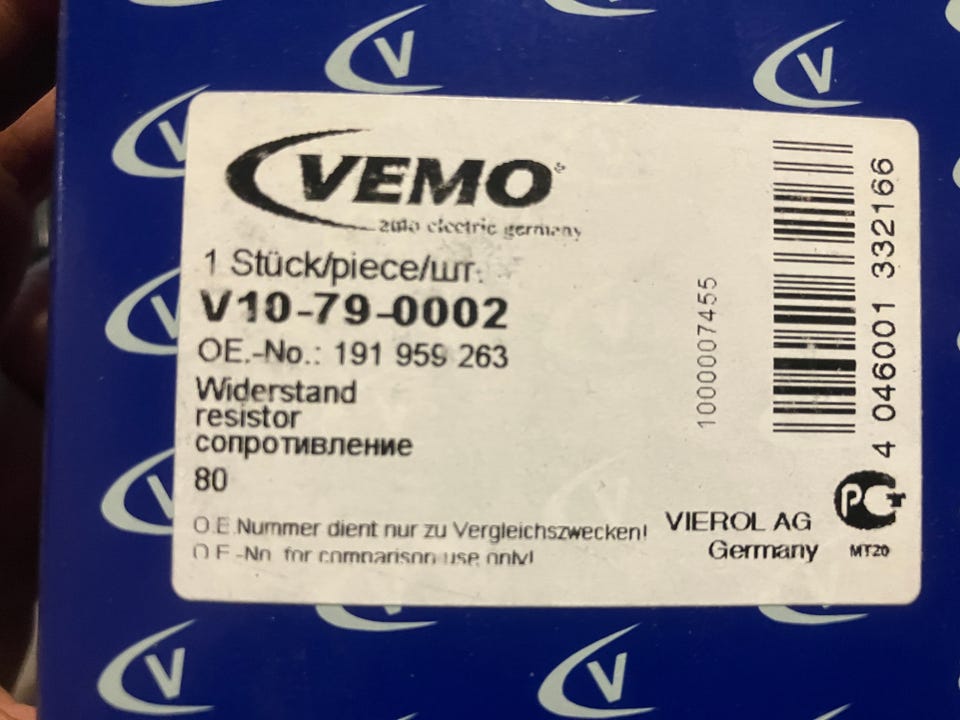 VEMO
auto electric germany
1 Stück/piece/шт.
V10-79-0002
OE.-No.: 191 959 263
Widerstand
resistor
сопротивление
80
O.E.Nummer dient nur zu Vergleichszwecken!
O.E.-No. for comparison use only!
VIEROL AG
Germany
PCT
MT20
1000007455
4 046001 332166